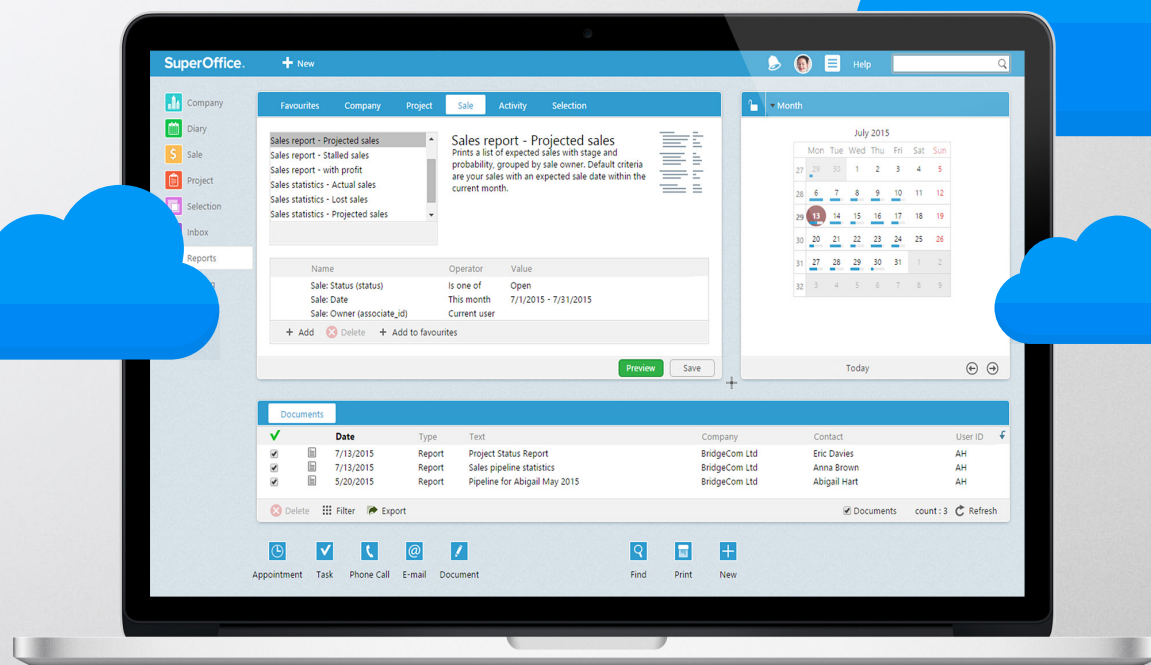 SuperOffice.
New
Help
Company
Diary
Sale
Project
Selection
Inbox
Reports
Favourites Company Project Sale Activity Selection
Sales report - Projected sales
Sales report - Stalled sales
Sales report - with profit
Sales statistics - Actual sales
Sales statistics - Lost sales
Sales statistics - Projected sales
Sales report - Projected sales
Prints a list of expected sales with stage and
probability, grouped by sale owner. Default criteria
are your sales with an expected sale date within the
current month.
Name Operator Value
Sale: Status (status) Is one of Open
Sale: Date This month 7/1/2015 - 7/31/2015
Sale: Owner (associate_id) Current user
+ Add Delete + Add to favourites
Preview Save
Month
July 2015
Mon Tue Wed Thu Fri Sat Sun
27 29 30 1 2 3 4 5
28 6 7 8 9 10 11 12
29 13 14 15 16 17 18 19
30 20 21 22 23 24 25 26
31 27 28 29 30 31 1 2
32 3 4 5 6 7 8 9
Today
Documents
Date Type Text Company Contact User ID
7/13/2015 Report Project Status Report BridgeCom Ltd Eric Davies AH
7/13/2015 Report Sales pipeline statistics BridgeCom Ltd Anna Brown AH
5/20/2015 Report Pipeline for Abigail May 2015 BridgeCom Ltd Abigail Hart AH
Delete Filter Export Documents count : 3 Refresh
Appointment Task Phone Call E-mail Document Find Print New